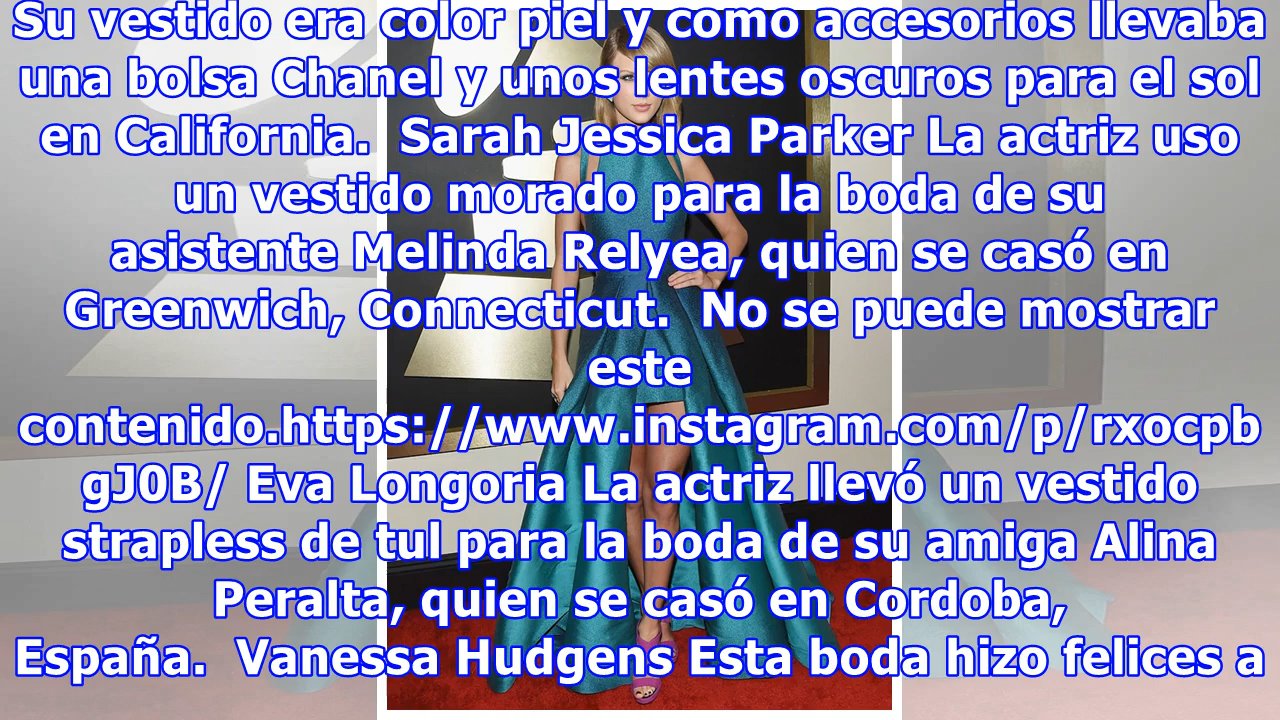 Su vestido era color piel y como accesorios llevaba
una bolsa Chanel y unos lentes oscuros para el sol
en California.  Sarah Jessica Parker La actriz uso
un vestido morado para la boda de su
asistente Melinda Relyea, quien se casó en
Greenwich, Connecticut.  No se puede mostrar
este
contenido.https://www.instagram.com/p/rxocpb
gJ0B/ Eva Longoria La actriz llevó un vestido
strapless de tul para la boda de su amiga Alina
Peralta, quien se casó en Cordoba,
España.  Vanessa Hudgens Esta boda hizo felices a